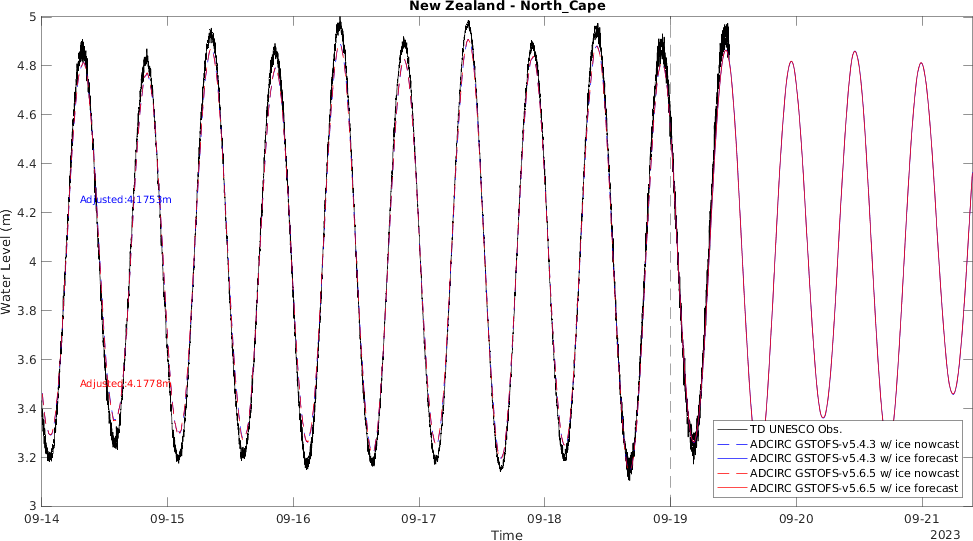 New Zealand - North_Cape
5
4.8
4.6
4.4
4.2
4
3.8
3.6
3.4
3.2
3
Water Level (m)
Adjusted:4.1753m
Adjusted:4.1778m
TD UNESCO Obs.
ADCIRC GSTOFS-v5.4.3 w/ ice nowcast
ADCIRC GSTOFS-v5.4.3 w/ ice forecast
ADCIRC GSTOFS-v5.6.5 w/ ice nowcast
ADCIRC GSTOFS-v5.6.5 w/ ice forecast
09-14 09-15 09-16 09-17 09-18 09-19 09-20 09-21
Time
2023